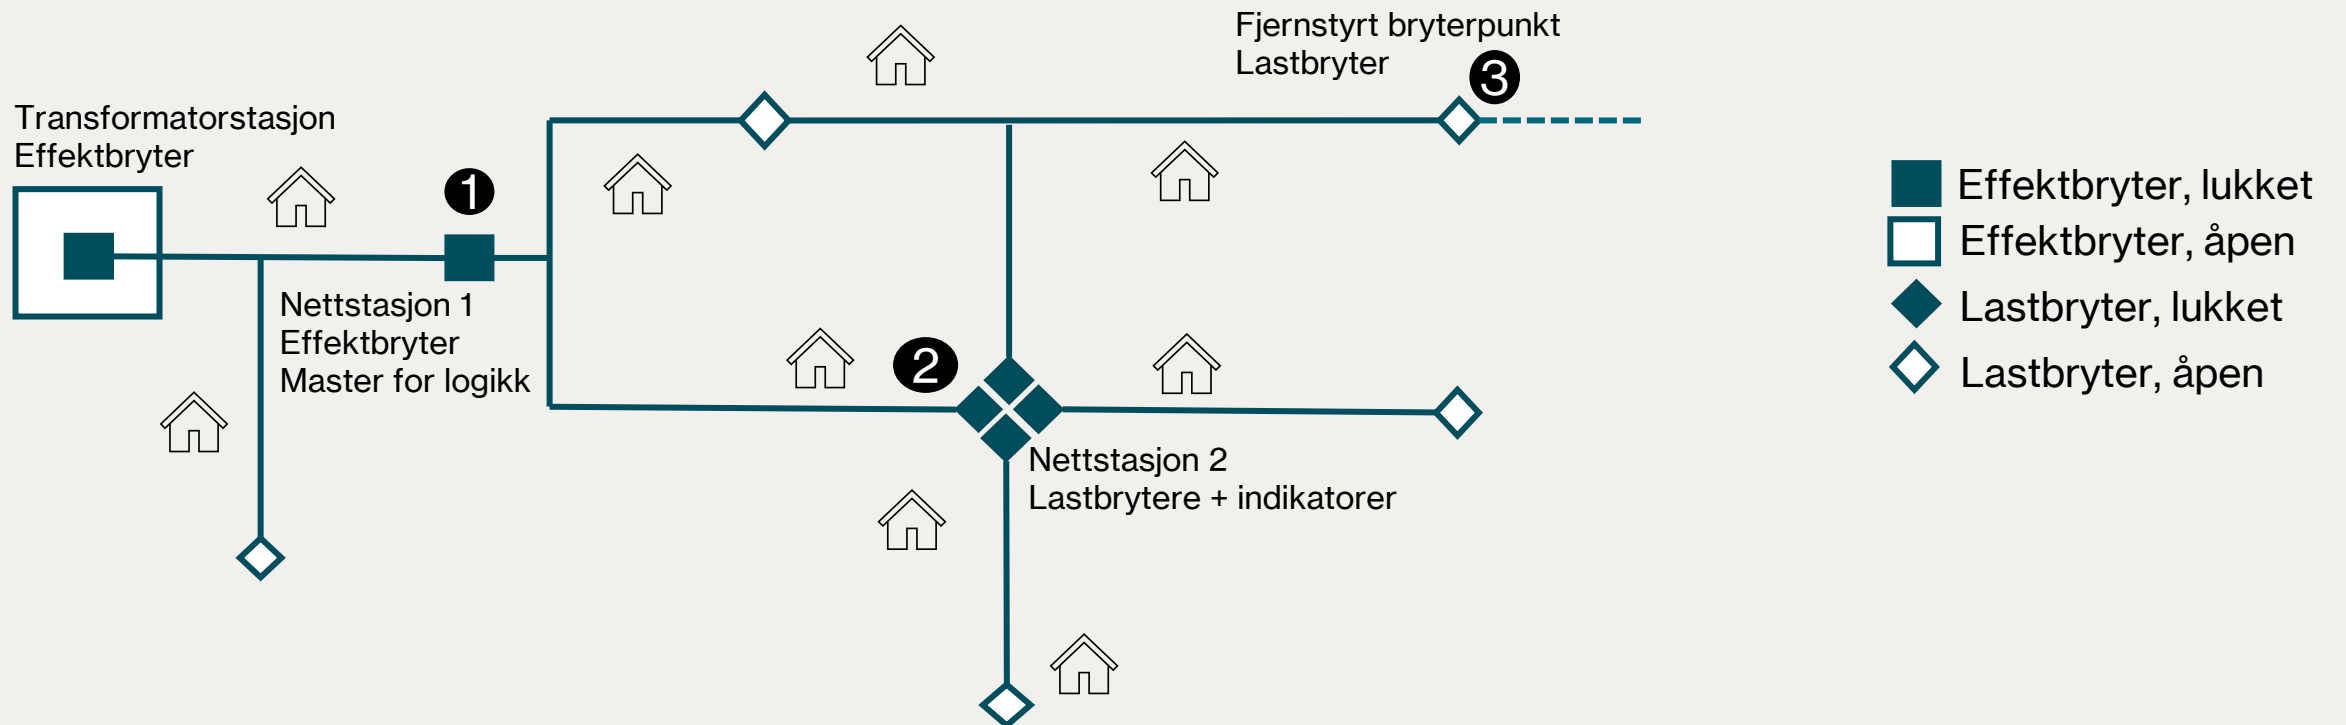 Fjernstyrt bryterpunkt
Lastbryter
3
Transformatorstasjon
Effektbryter
1
Nettstasjon 1
Effektbryter
Master for logikk
2
Nettstasjon 2
Lastbrytere + indikatorer
Effektbryter, lukket
Effektbryter, åpen
Lastbryter, lukket
Lastbryter, åpen